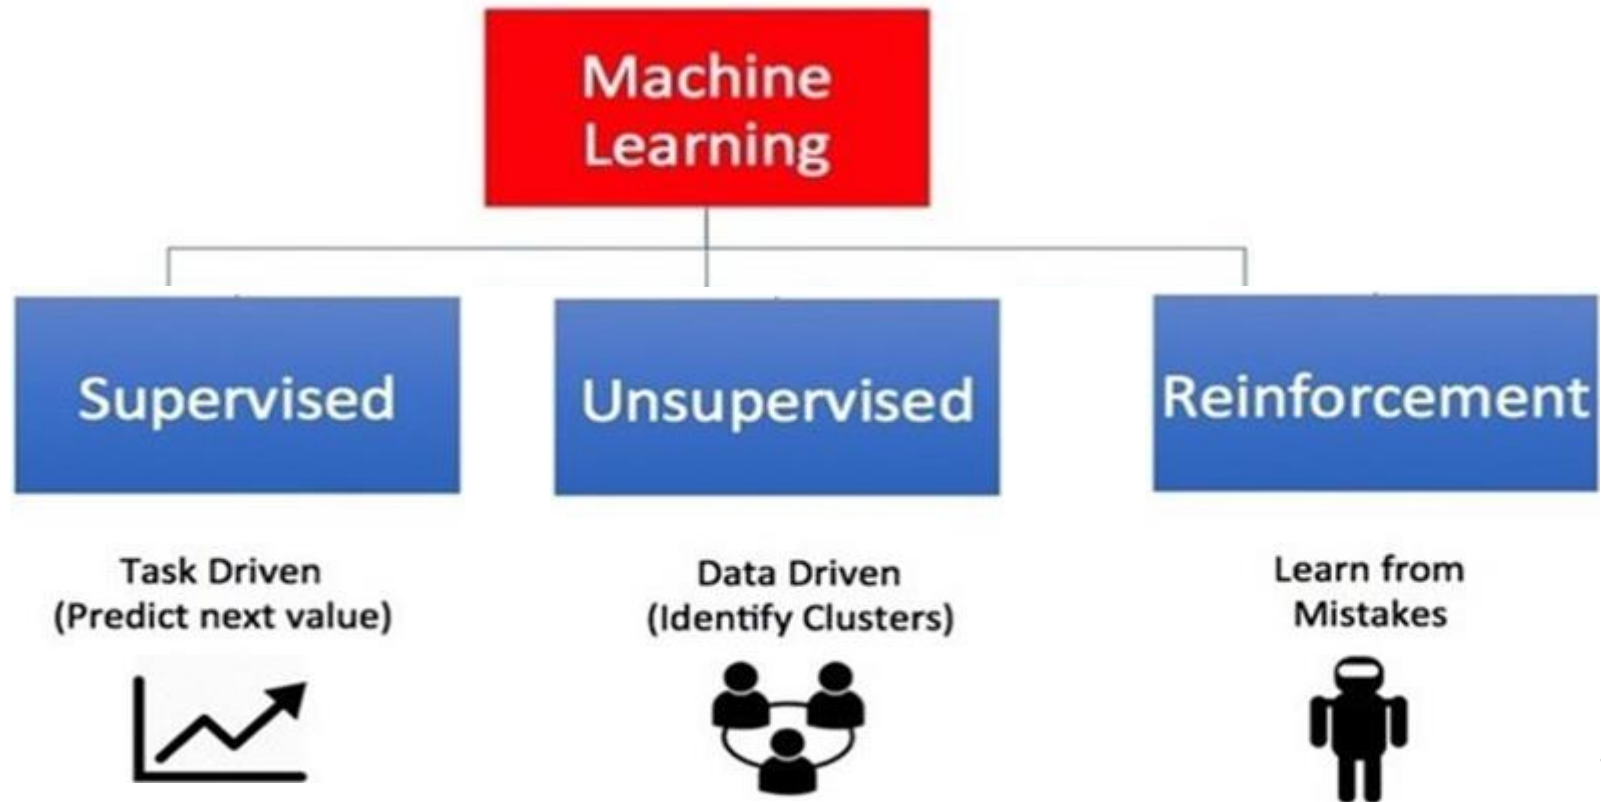 Machine
Learning
Supervised
Unsupervised
Reinforcement
Task Driven
(Predict next value)
Data Driven
(Identify Clusters)
Learn from
Mistakes